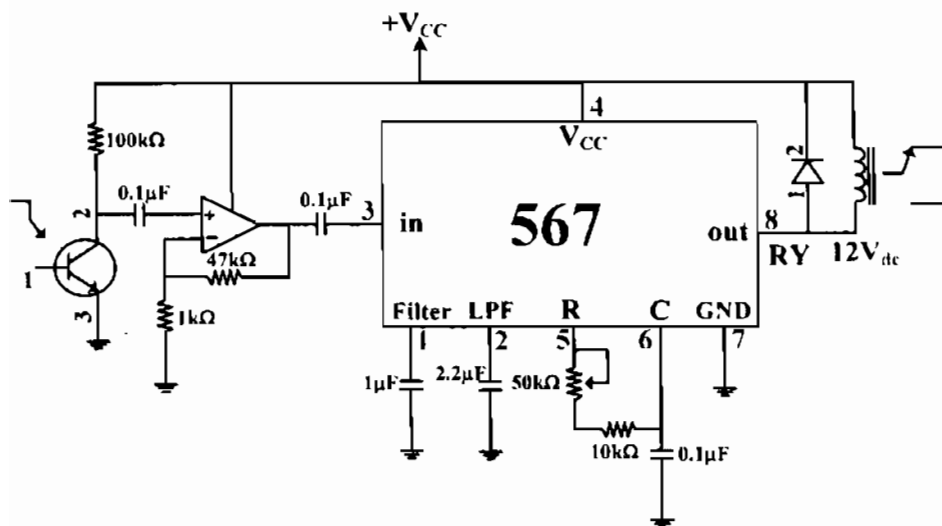 +VCC
4
100kΩ
VCC
2
1
0.1μF
0.1μF
2
3
in
567
out
8
+
-
47kΩ
RY
12Vdc
1
3
1kΩ
Filter
LPF
R
C
GND
1
2
5
6
7
1μF
2.2μF
50kΩ
10kΩ
0.1μF